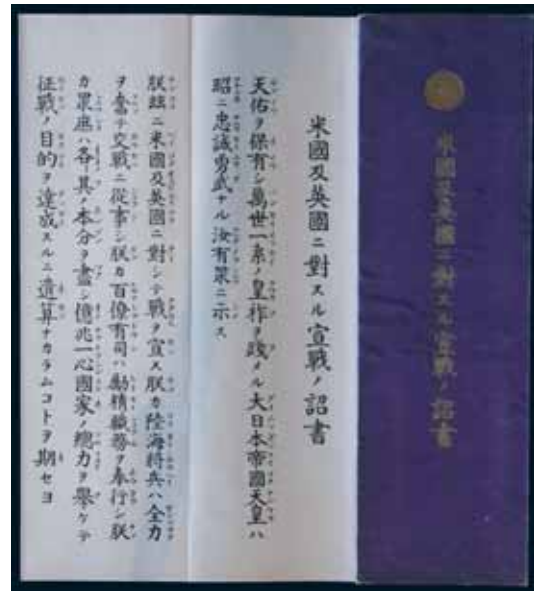 米國及英國ニ對スル宣戰ノ詔書
米國及英國ニ對スル宣戰ノ詔書
天佑ヲ保有シ萬世一系ノ皇祚ヲ踐メル大日本帝國天皇ハ
昭ニ忠誠勇武ナル汝有衆ニ示ス
朕玆ニ米國及英國ニ對シテ戰ヲ宣ス朕カ陸海將兵ハ全力
ヲ奮テ交戰ニ從事シ朕カ百僚有司ハ勵精職務ヲ奉行シ朕
カ衆庶ハ各〻其ノ本分ヲ盡シ億兆一心國家ノ總力ヲ擧ケテ
征戰ノ目的ヲ達成スルニ遺算ナカラムコトヲ期セヨ